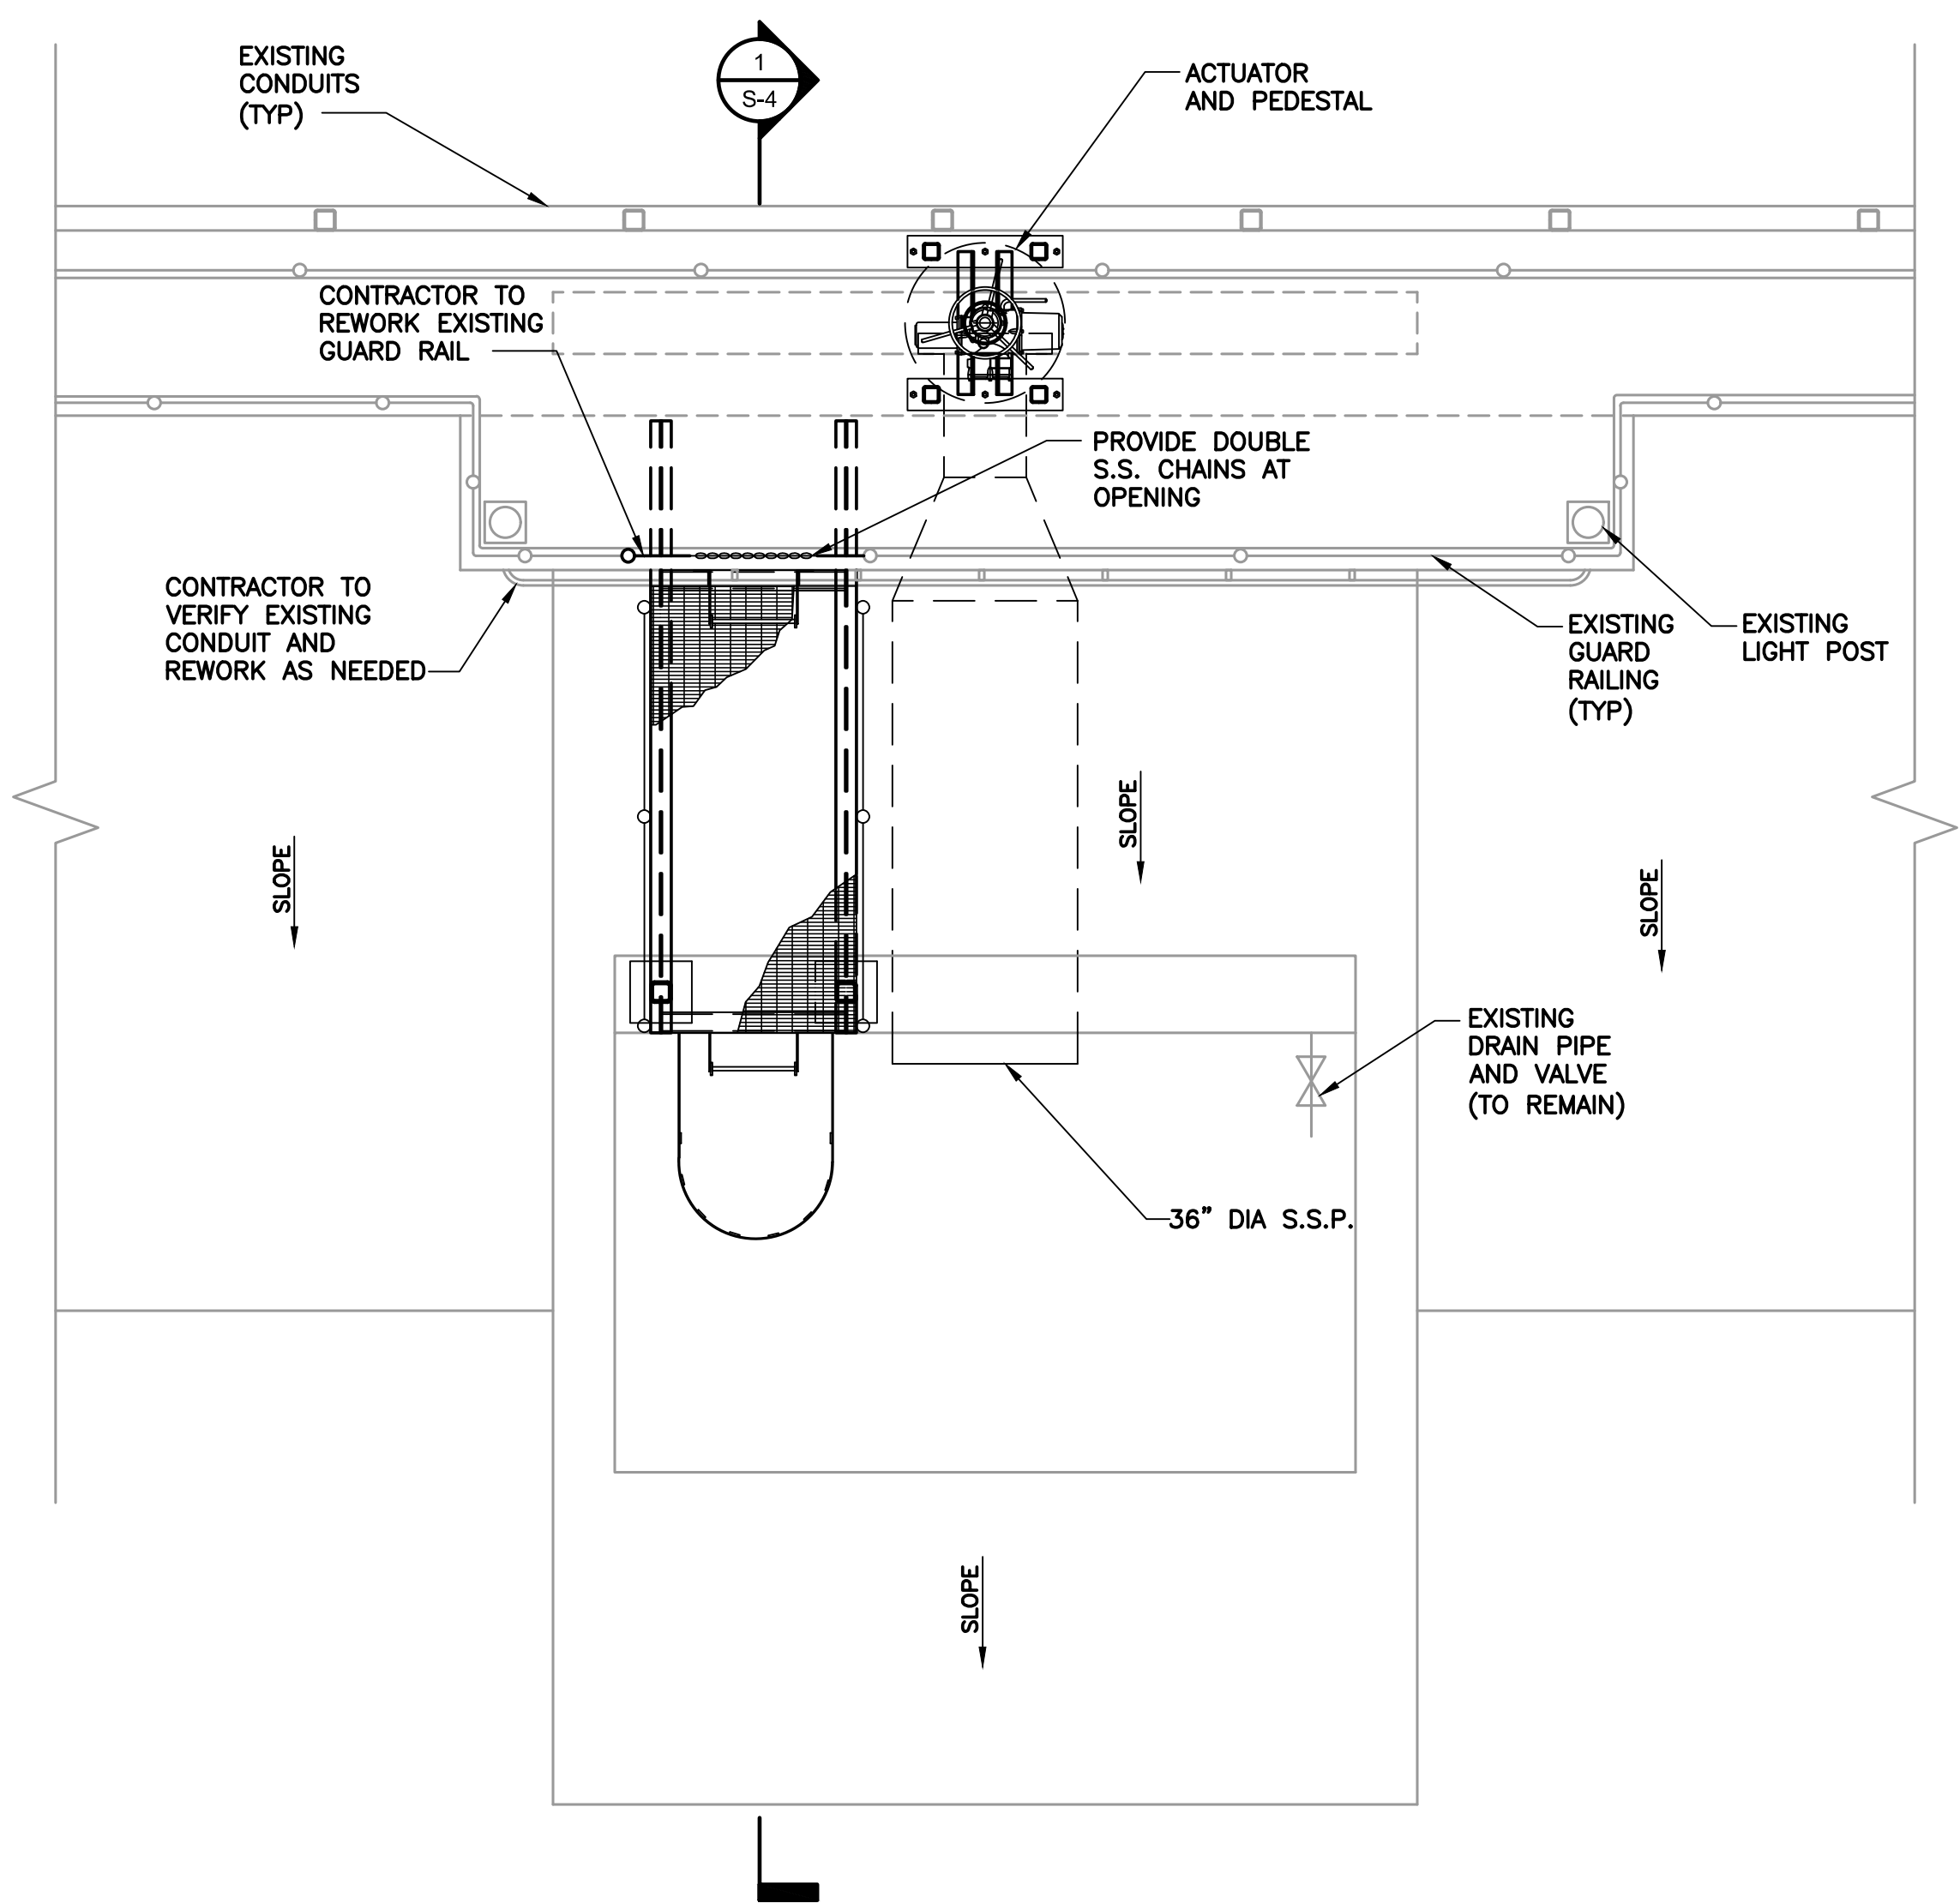 EXISTING
CONDUITS
(TYP)
1
S-4
ACTUATOR
AND PEDESTAL
CONTRACTOR TO
REWORK EXISTING
GUARD RAIL
PROVIDE DOUBLE
S.S. CHAINS AT
OPENING
CONTRACTOR TO
VERIFY EXISTING
CONDUIT AND
REWORK AS NEEDED
EXISTING
GUARD
RAILING
(TYP)
EXISTING
LIGHT POST
SLOPE
SLOPE
SLOPE
EXISTING
DRAIN PIPE
AND VALVE
(TO REMAIN)
36" DIA S.S.P.
SLOPE